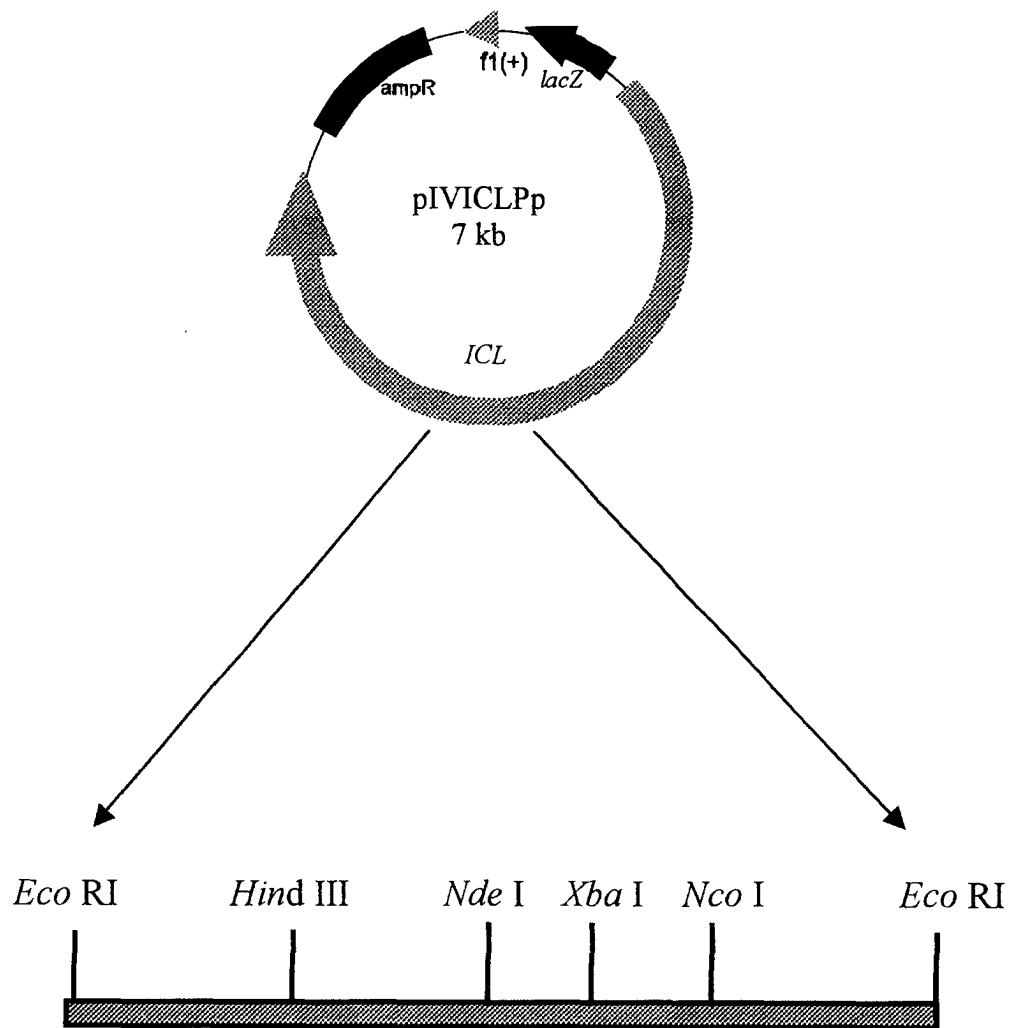 f1(+)
lacZ
ampR
pIVICLPp
7 kb
ICL
Eco RI Hind III Nde I Xba I Nco I Eco RI